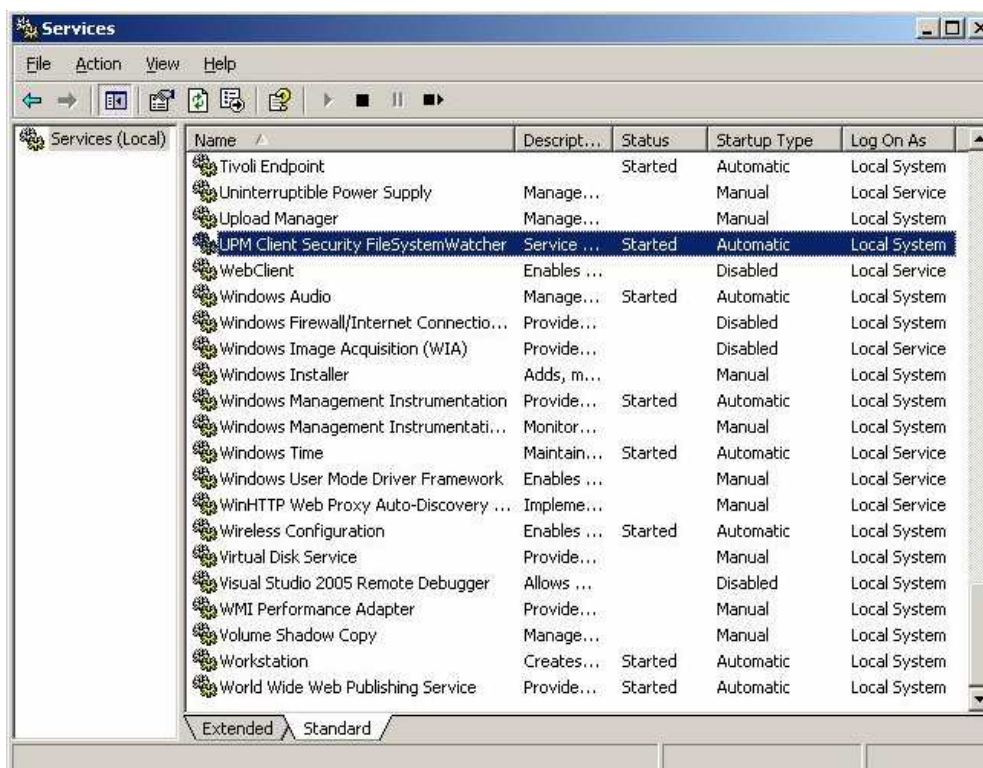 Services
File Action View Help
Services (Local)
Name Descript... Status Startup Type Log On As
Tivoli Endpoint Started Automatic Local System
Uninterruptible Power Supply Manage... Manual Local Service
Upload Manager Manage... Manual Local System
UPM Client Security FileSystemWatcher Service ... Started Automatic Local System
WebClient Enables ... Disabled Local Service
Windows Audio Manage... Started Automatic Local System
Windows Firewall/Internet Connectio... Provide... Disabled Local System
Windows Image Acquisition (WIA) Provide... Disabled Local Service
Windows Installer Adds, m... Manual Local System
Windows Management Instrumentation Provide... Started Automatic Local System
Windows Management Instrumentati... Monitor... Manual Local System
Windows Time Maintain... Started Automatic Local Service
Windows User Mode Driver Framework Enables ... Manual Local Service
WinHTTP Web Proxy Auto-Discovery ... Impleme... Manual Local Service
Wireless Configuration Enables ... Started Automatic Local System
Virtual Disk Service Provide... Manual Local System
Visual Studio 2005 Remote Debugger Allows ... Disabled Local System
WMI Performance Adapter Provide... Manual Local System
Volume Shadow Copy Manage... Manual Local System
Workstation Creates... Started Automatic Local System
World Wide Web Publishing Service Provide... Started Automatic Local System
Extended Standard